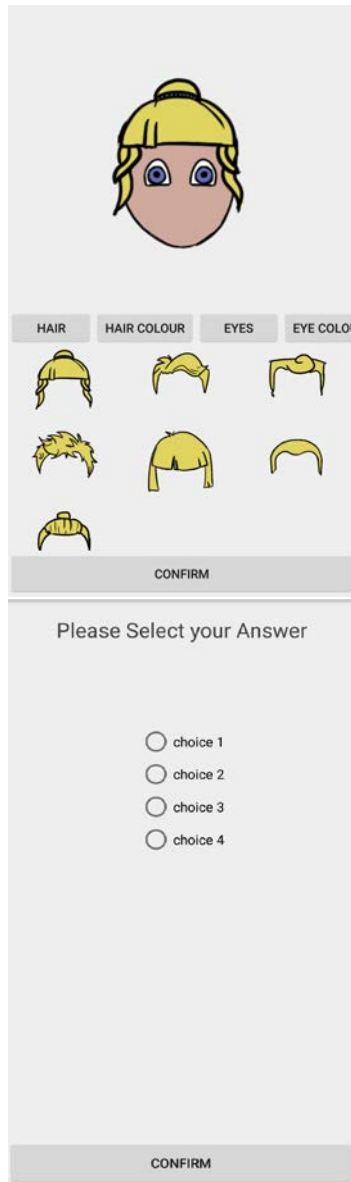 HAIR HAIR COLOUR EYES EYE COLOU
CONFIRM
Please Select your Answer
choice 1
choice 2
choice 3
choice 4
CONFIRM